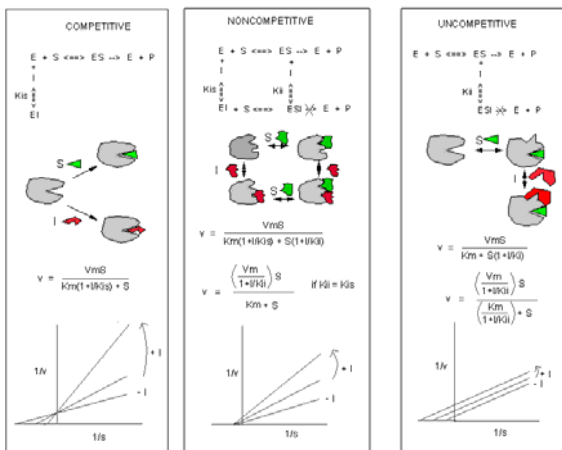 COMPETITIVE
E + S <==> ES --> E + P
+
I
Kis
<==>
EI
S
I
v = VmS
Km(1+I/Kis) + S
+ I
1/v
- I
1/s
NONCOMPETITIVE
E + S <==> ES --> E + P
+ +
I I
Kis Kii
<==> <==>
EI + S <==> ESI --> E + P
S
I I
S
v = VmS
Km(1+I/Kis) + S(1+I/Kii)
v = (Vm
1+I/Kii) S
Km + S
if Kii = Kis
1/v
+ I
- I
1/s
UNCOMPETITIVE
E + S <==> ES --> E + P
+
I
Kii
<==>
ESI --> E + P
S
I
v = VmS
Km + S(1+I/Kii)
v = (Vm
1+I/Kii) S
(Km
1+I/Kii) + S
1/v
+ I
- I
1/s